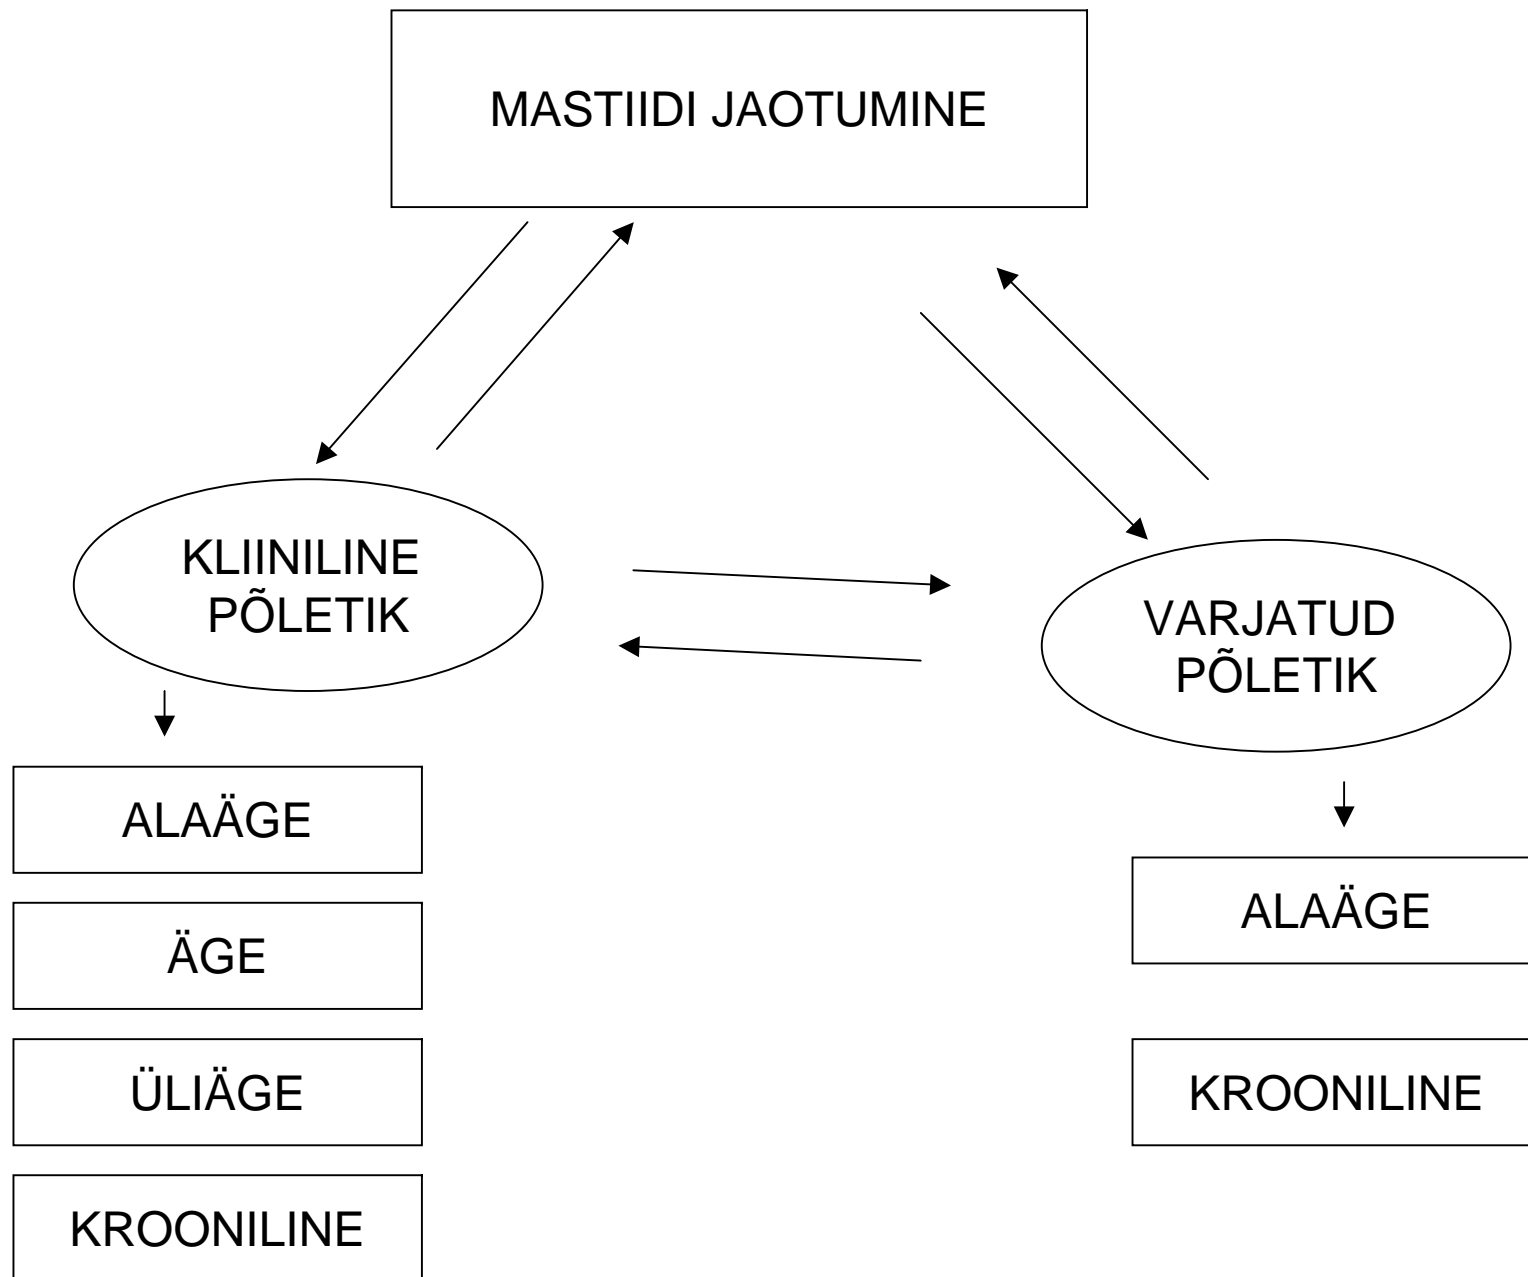 MASTIIDI JAOTUMINE
KLIINILINE
PÕLETIK
VARJATUD
PÕLETIK
ALAÄGE
ÄGE
ÜLIÄGE
KROONILINE
ALAÄGE
KROONILINE